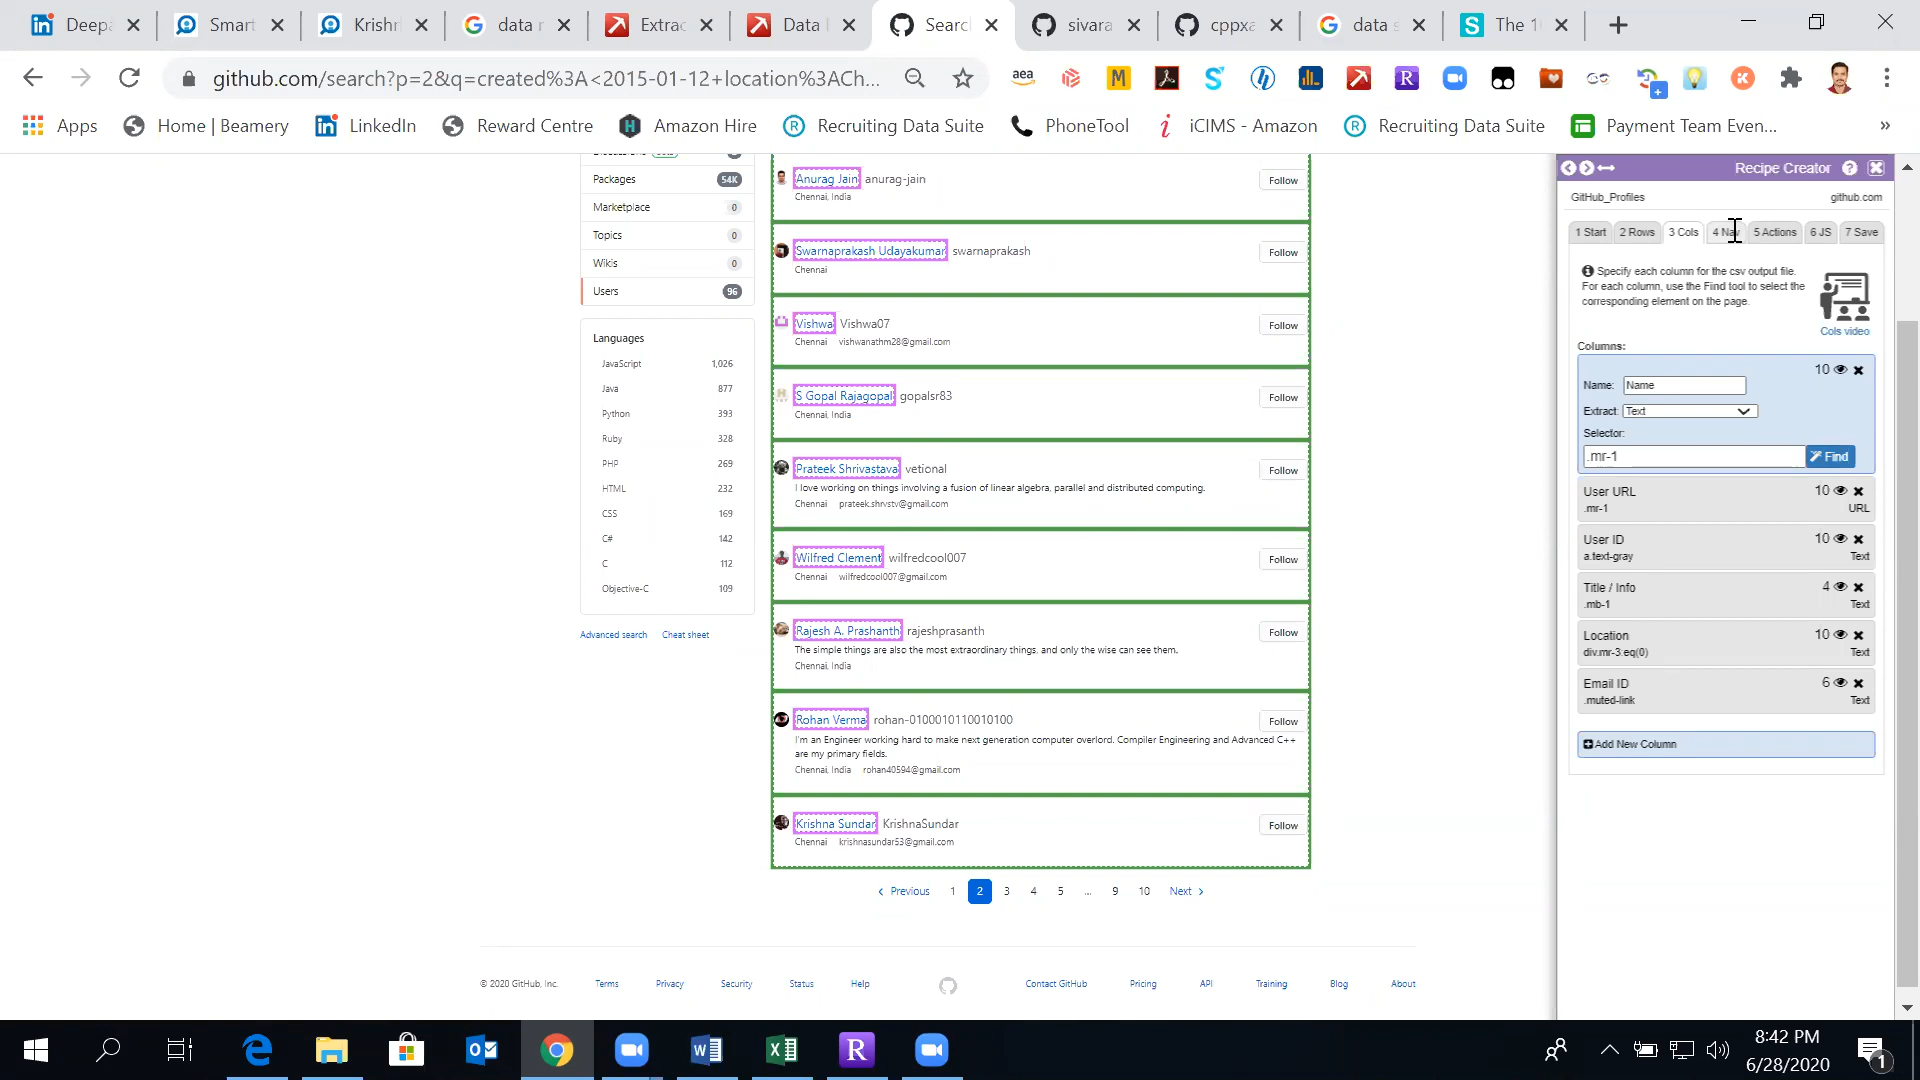 Deepa
Smart
Krishn
data r
Extrac
Data
Searc
sivara
cppxa
data s
The 1
github.com/search?p=2&q=created%3A<2015-01-12+location%3ACh...
aea
Apps
Home | Beamery
LinkedIn
Reward Centre
Amazon Hire
Recruiting Data Suite
PhoneTool
iCIMS - Amazon
Recruiting Data Suite
Payment Team Even...
»
Packages 54K
Marketplace 0
Topics 0
Wikis 0
Users 96
Languages
JavaScript 1,026
Java 877
Python 393
Ruby 328
PHP 269
HTML 232
CSS 169
C# 142
C 112
Objective-C 109
Advanced search Cheat sheet
Anurag Jain anurag-jain Follow
Chennai, India
Swarnaprakash Udayakumar swarnaprakash Follow
Chennai
Vishwa Vishwa07 Follow
Chennai vishwanathm28@gmail.com
S Gopal Rajagopal gopalsr83 Follow
Chennai, India
Prateek Shrivastava vetional Follow
I love working on things involving a fusion of linear algebra, parallel and distributed computing.
Chennai prateek.shrvstv@gmail.com
Wilfred Clement wilfredcool007 Follow
Chennai wilfredcool007@gmail.com
Rajesh A. Prashanth rajeshprasanth Follow
The simple things are also the most extraordinary things, and only the wise can see them.
Chennai, India
Rohan Verma rohan-0100010110010100 Follow
I'm an Engineer working hard to make next generation computer overlord. Compiler Engineering and Advanced C++
are my primary fields.
Chennai, India rohan40594@gmail.com
Krishna Sundar KrishnaSundar Follow
Chennai krishnasundar53@gmail.com
‹ Previous 1 2 3 4 5 ... 9 10 Next ›
© 2020 GitHub, Inc. Terms Privacy Security Status Help Contact GitHub Pricing API Training Blog About
Recipe Creator
GitHub_Profiles github.com
1 Start 2 Rows 3 Cols 4 Nav 5 Actions 6 JS 7 Save
Specify each column for the csv output file.
For each column, use the Find tool to select the
corresponding element on the page.
Cols video
Columns:
10
Name: Name
Extract: Text
Selector:
.mr-1 Find
User URL 10
.mr-1 URL
User ID 10
a.text-gray Text
Title / Info 4
.mb-1 Text
Location 10
div.mr-3:eq(0) Text
Email ID 6
.muted-link Text
Add New Column
8:42 PM
6/28/2020
1